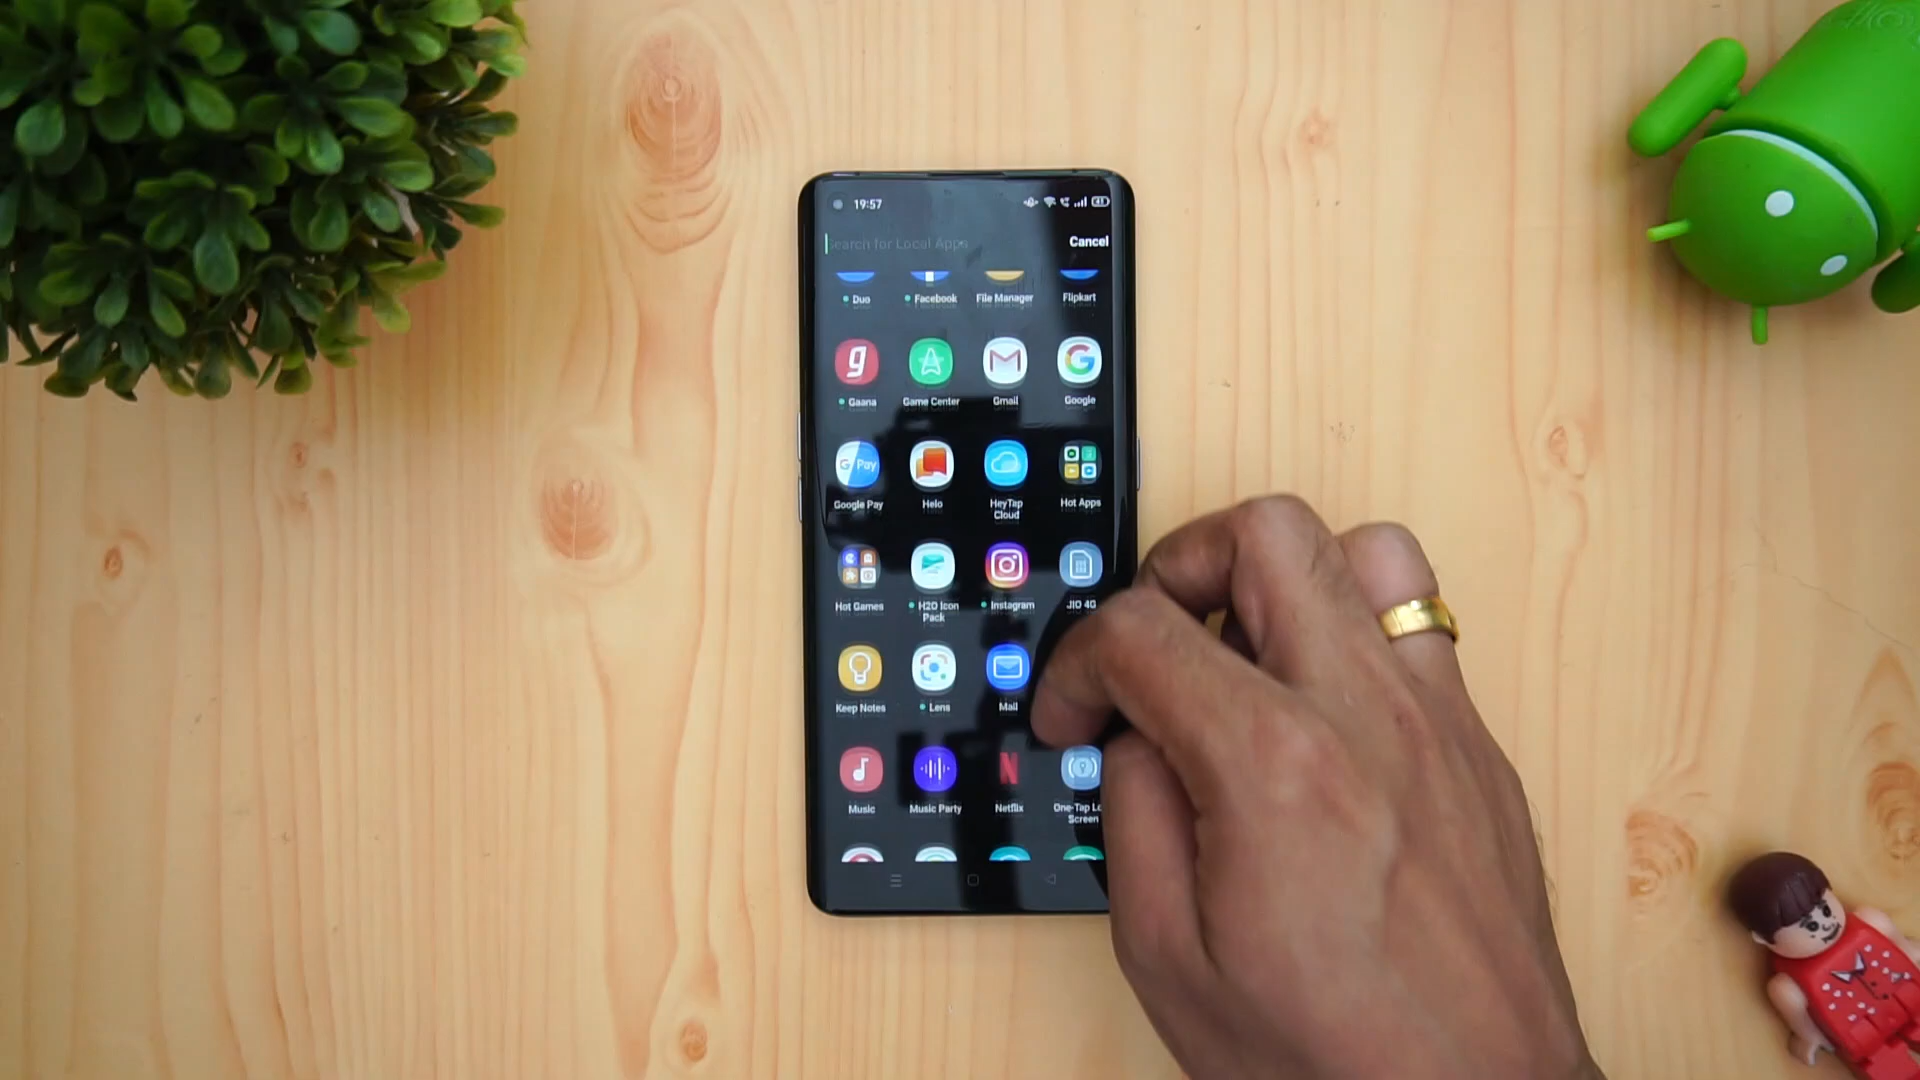 19:57
Search for Local Apps
Cancel
Duo
Facebook
File Manager
Flipkart
Gaana
Game Center
Gmail
Google
G Pay
Google Pay
Helo
HeyTap
Cloud
Hot Apps
Hot Games
H2O Icon
Pack
Instagram
JIO 4G
Keep Notes
Lens
Mail
Music
Music Party
Netflix
One-Tap
Screen